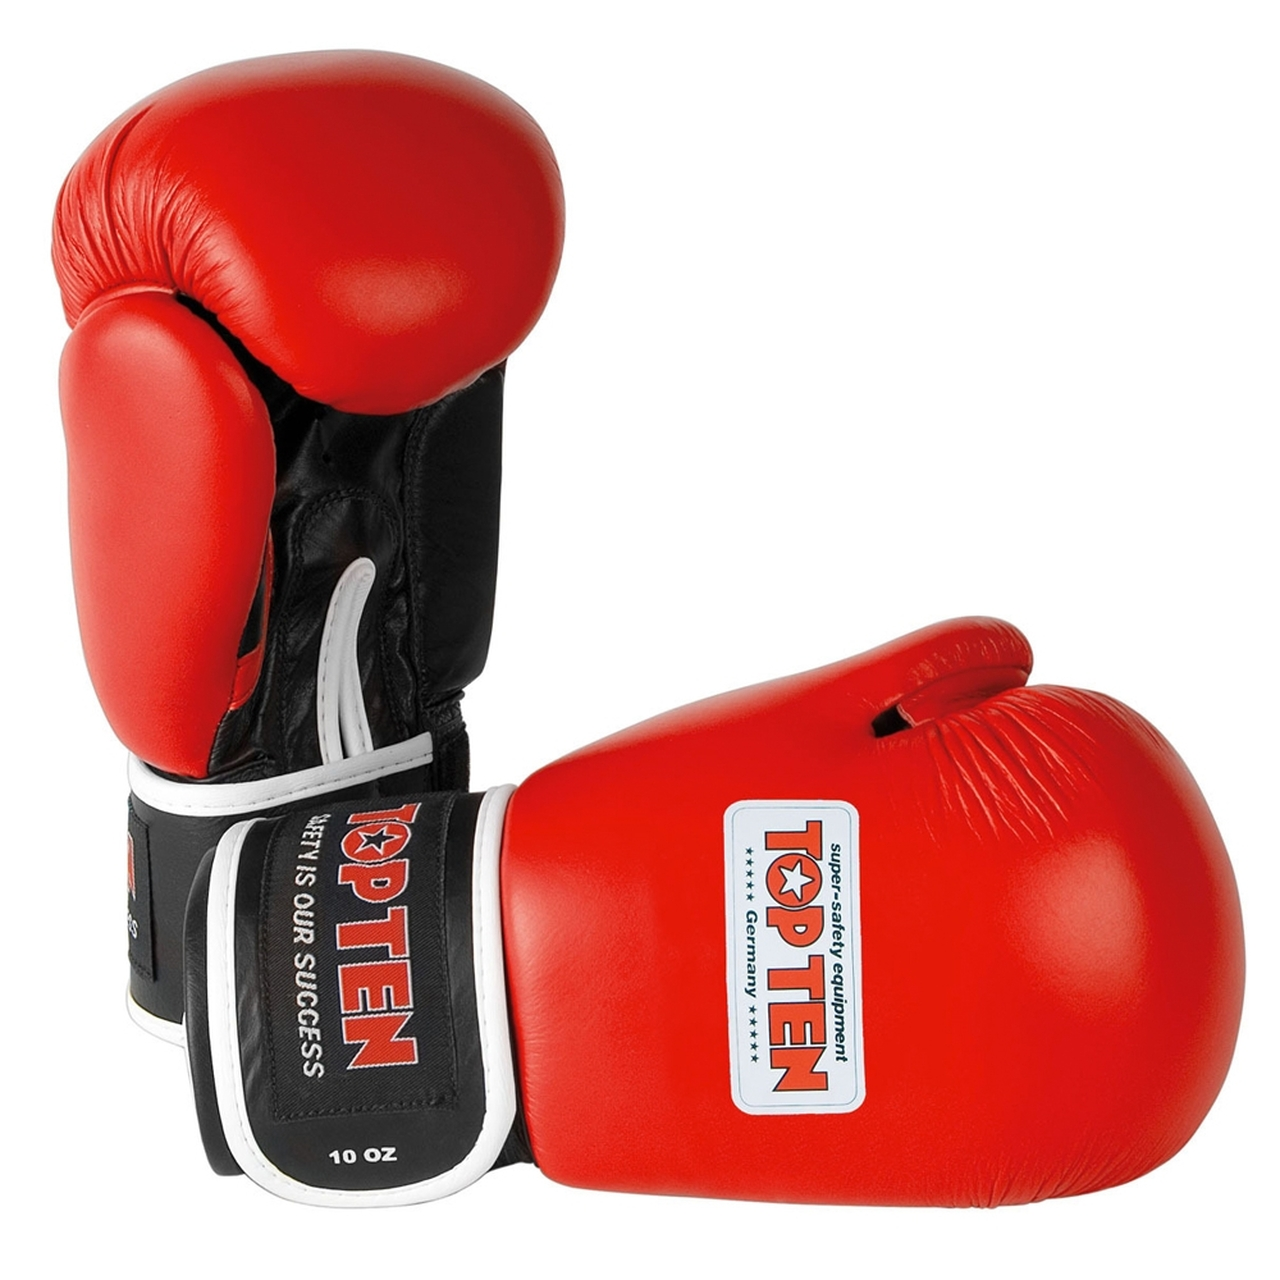 TOP TEN
SAFETY IS OUR SUCCESS
10 OZ
super-safety equipment
TOP TEN
★★★★★ Germany ★★★★★